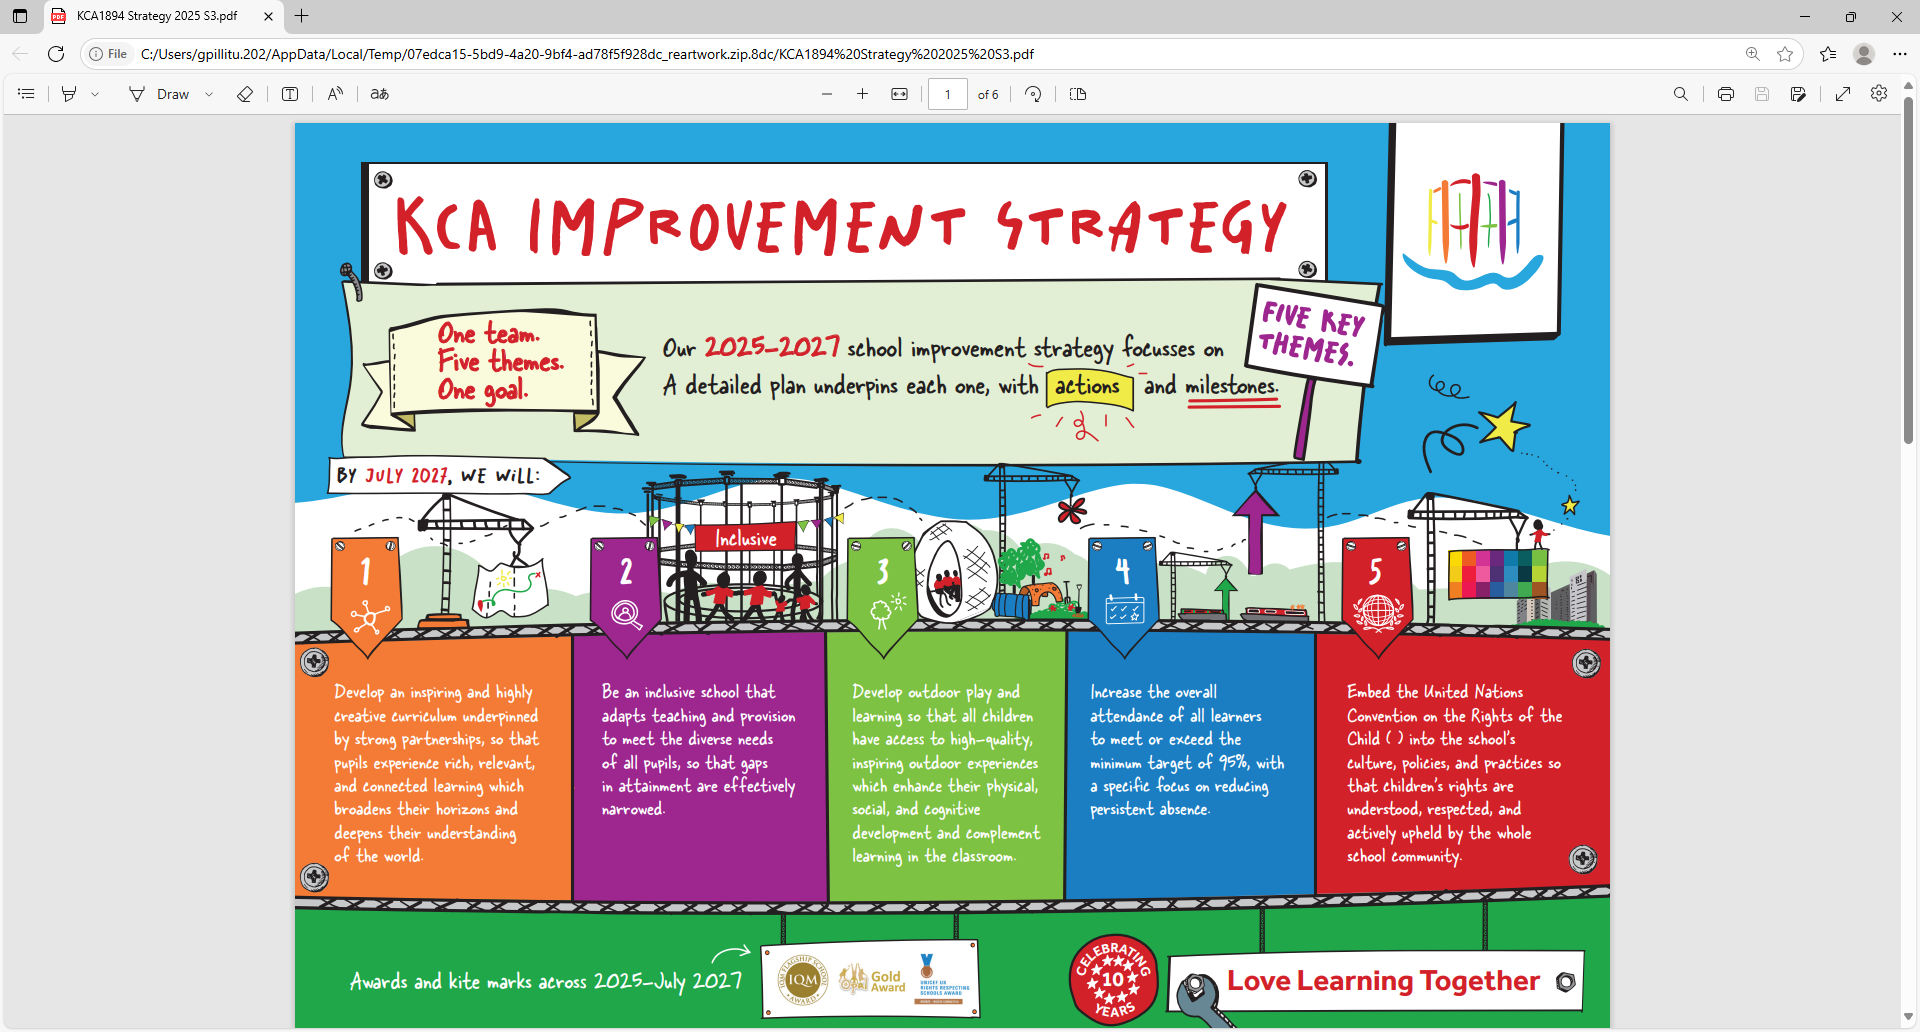 KCA1894 Strategy 2025 S3.pdf
File
C:/Users/gpillitu.202/AppData/Local/Temp/07edca15-5bd9-4a20-9bf4-ad78f5f928dc_reartwork.zip.8dc/KCA1894%20Strategy%202025%20S3.pdf
Draw
1
of 6
KCA IMPROVEMENT STRATEGY
One team.
Five themes.
One goal.
Our 2025–2027 school improvement strategy focusses on
A detailed plan underpins each one, with actions and milestones.
FIVE KEY
THEMES.
BY JULY 2027, WE WILL:
Inclusive
1
Develop an inspiring and highly
creative curriculum underpinned
by strong partnerships, so that
pupils experience rich, relevant,
and connected learning which
broadens their horizons and
deepens their understanding
of the world.
2
Be an inclusive school that
adapts teaching and provision
to meet the diverse needs
of all pupils, so that gaps
in attainment are effectively
narrowed.
3
Develop outdoor play and
learning so that all children
have access to high-quality,
inspiring outdoor experiences
which enhance their physical,
social, and cognitive
development and complement
learning in the classroom.
4
Increase the overall
attendance of all learners
to meet or exceed the
minimum target of 95%, with
a specific focus on reducing
persistent absence.
5
Embed the United Nations
Convention on the Rights of the
Child ( ) into the school's
culture, policies, and practices so
that children's rights are
understood, respected, and
actively upheld by the whole
school community.
Awards and kite marks across 2025–July 2027
IQM FLAGSHIP SCHOOL
IQM
AWARD
Gold
Award
UNICEF UK
RIGHTS RESPECTING
SCHOOLS AWARD
CELEBRATING
10
YEARS
Love Learning Together